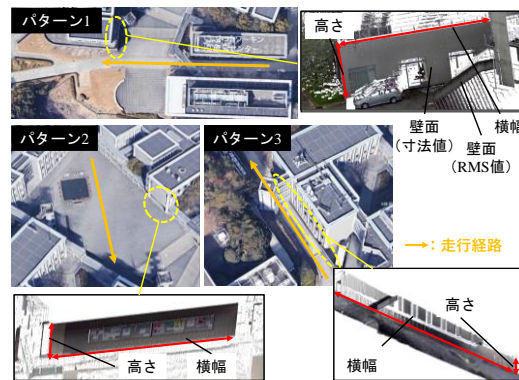 パターン1
高さ
壁面
(寸法値)
壁面
(RMS値)
横幅
パターン2
パターン3
:走行経路
高さ
横幅
横幅
高さ